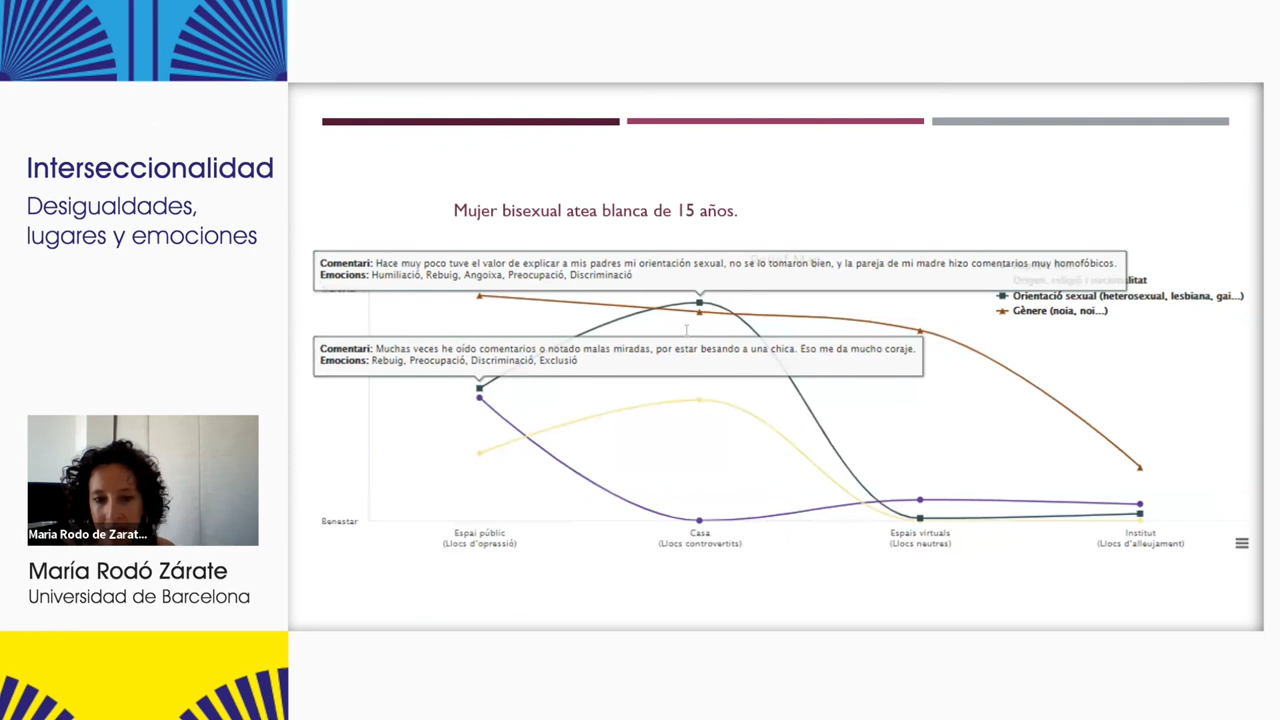 Interseccionalidad
Desigualdades,
lugares y emociones
Maria Rodo de Zarat...
María Rodó Zárate
Universidad de Barcelona
Mujer bisexual atea blanca de 15 años.
Comentari: Hace muy poco tuve el valor de explicar a mis padres mi orientación sexual, no se lo tomaron bien, y la pareja de mi madre hizo comentarios muy homofóbicos.
Emocions: Humiliació, Rebuig, Angoixa, Preocupació, Discriminació
Origen, religió i nacionalitat
Orientació sexual (heterosexual, lesbiana, gai...)
Gènere (noia, noi...)
Comentari: Muchas veces he oído comentarios o notado malas miradas, por estar besando a una chica. Eso me da mucho coraje.
Emocions: Rebuig, Preocupació, Discriminació, Exclusió
Benestar
Espai públic
(Llocs d'opressió)
Casa
(Llocs controvertits)
Espais virtuals
(Llocs neutres)
Institut
(Llocs d'alleujament)